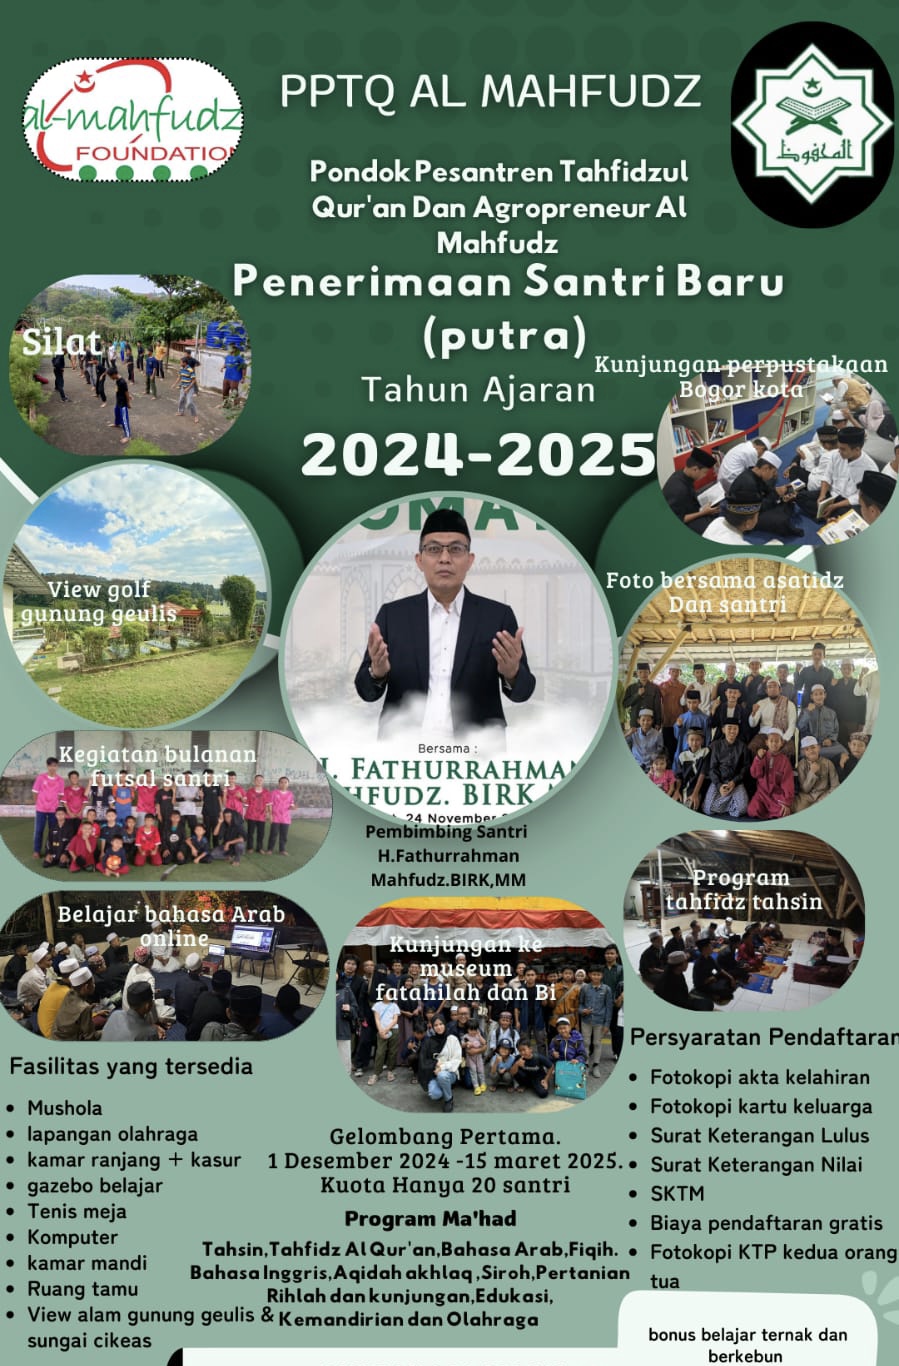 al-mahfudz
FOUNDATION
PPTQ AL MAHFUDZ
المحفوظ
Pondok Pesantren Tahfidzul
Qur'an Dan Agropreneur Al
Mahfudz
Penerimaan Santri Baru
(putra)
Tahun Ajaran
2024-2025
Silat
Kunjungan perpustakaan
Bogor kota
View golf
gunung geulis
Foto bersama asatidz
Dan santri
Bersama :
FATHURRAHMA
HFUDZ. BIRK
24 November
Pembimbing Santri
H.Fathurrahman
Mahfudz.BIRK,MM
Kegiatan bulanan
futsal santri
Belajar bahasa Arab
online
Kunjungan ke
museum
fatahilah dan Bi
Program
tahfidz tahsin
Fasilitas yang tersedia
• Mushola
• lapangan olahraga
• kamar ranjang + kasur
• gazebo belajar
• Tenis meja
• Komputer
• kamar mandi
• Ruang tamu
• View alam gunung geulis &
sungai cikeas
Gelombang Pertama.
1 Desember 2024 -15 maret 2025.
Kuota Hanya 20 santri
Program Ma'had
Tahsin,Tahfidz Al Qur'an,Bahasa Arab,Fiqih.
Bahasa Inggris,Aqidah akhlaq ,Siroh,Pertanian
Rihlah dan kunjungan,Edukasi,
Kemandirian dan Olahraga
Persyaratan Pendaftaran
• Fotokopi akta kelahiran
• Fotokopi kartu keluarga
• Surat Keterangan Lulus
• Surat Keterangan Nilai
• SKTM
• Biaya pendaftaran gratis
• Fotokopi KTP kedua orang
tua
bonus belajar ternak dan
berkebun